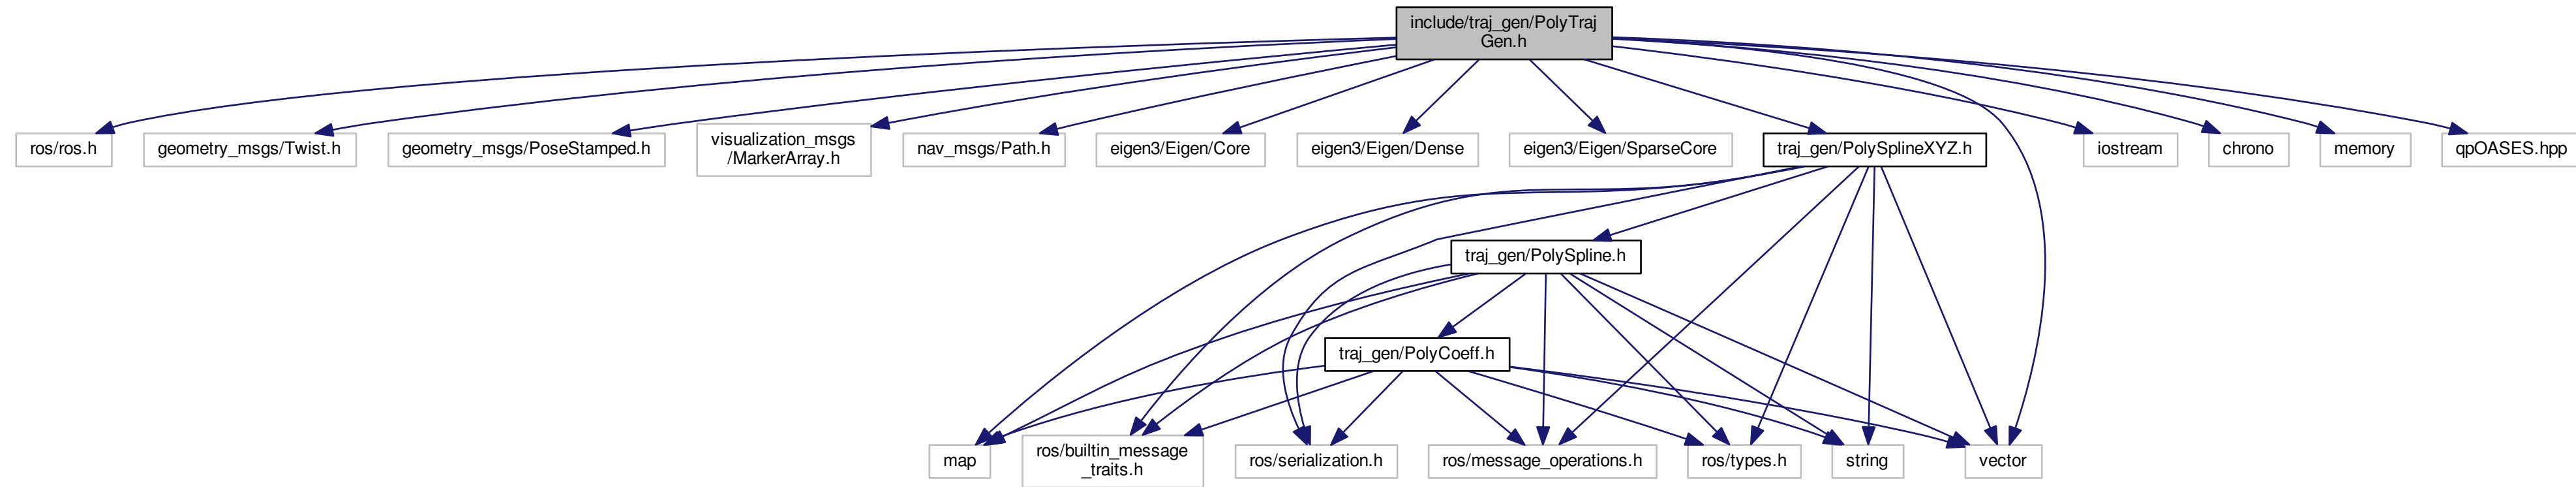 include/traj_gen/PolyTraj
Gen.h
ros/ros.h
geometry_msgs/Twist.h
geometry_msgs/PoseStamped.h
visualization_msgs
/MarkerArray.h
nav_msgs/Path.h
eigen3/Eigen/Core
eigen3/Eigen/Dense
eigen3/Eigen/SparseCore
traj_gen/PolySplineXYZ.h
iostream
chrono
memory
qpOASES.hpp
traj_gen/PolySpline.h
traj_gen/PolyCoeff.h
map
ros/builtin_message
_traits.h
ros/serialization.h
ros/message_operations.h
ros/types.h
string
vector